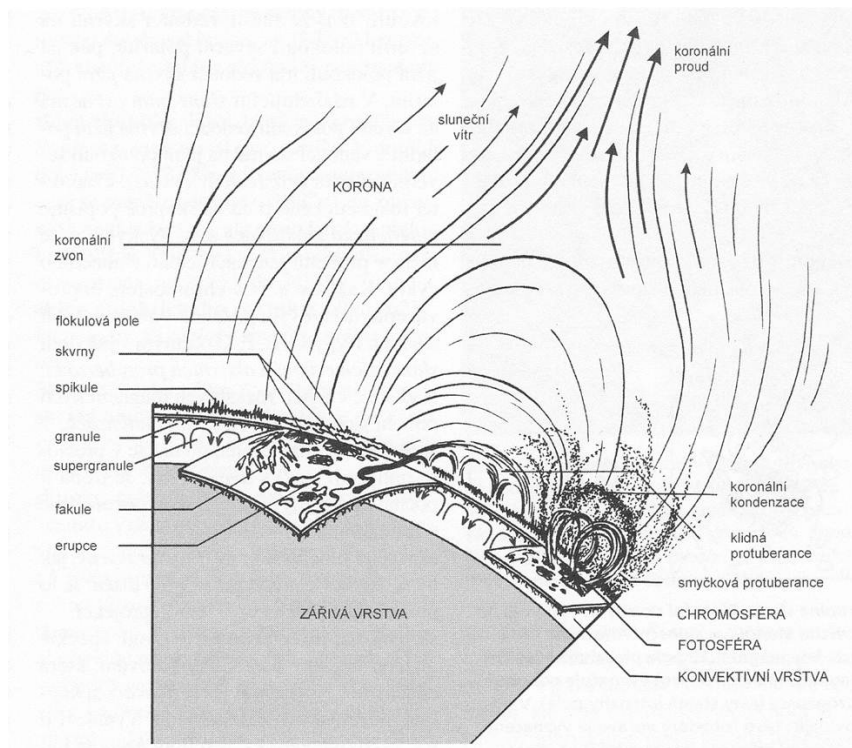 koronální
proud
sluneční
vítr
KORÓNA
koronální
zvon
flokulová pole
skvrny
spikule
granule
supergranule
fakule
erupce
koronální
kondenzace
klidná
protuberance
smyčková protuberance
ZÁŘIVÁ VRSTVA
CHROMOSFÉRA
FOTOSFÉRA
KONVEKTIVNÍ VRSTVA